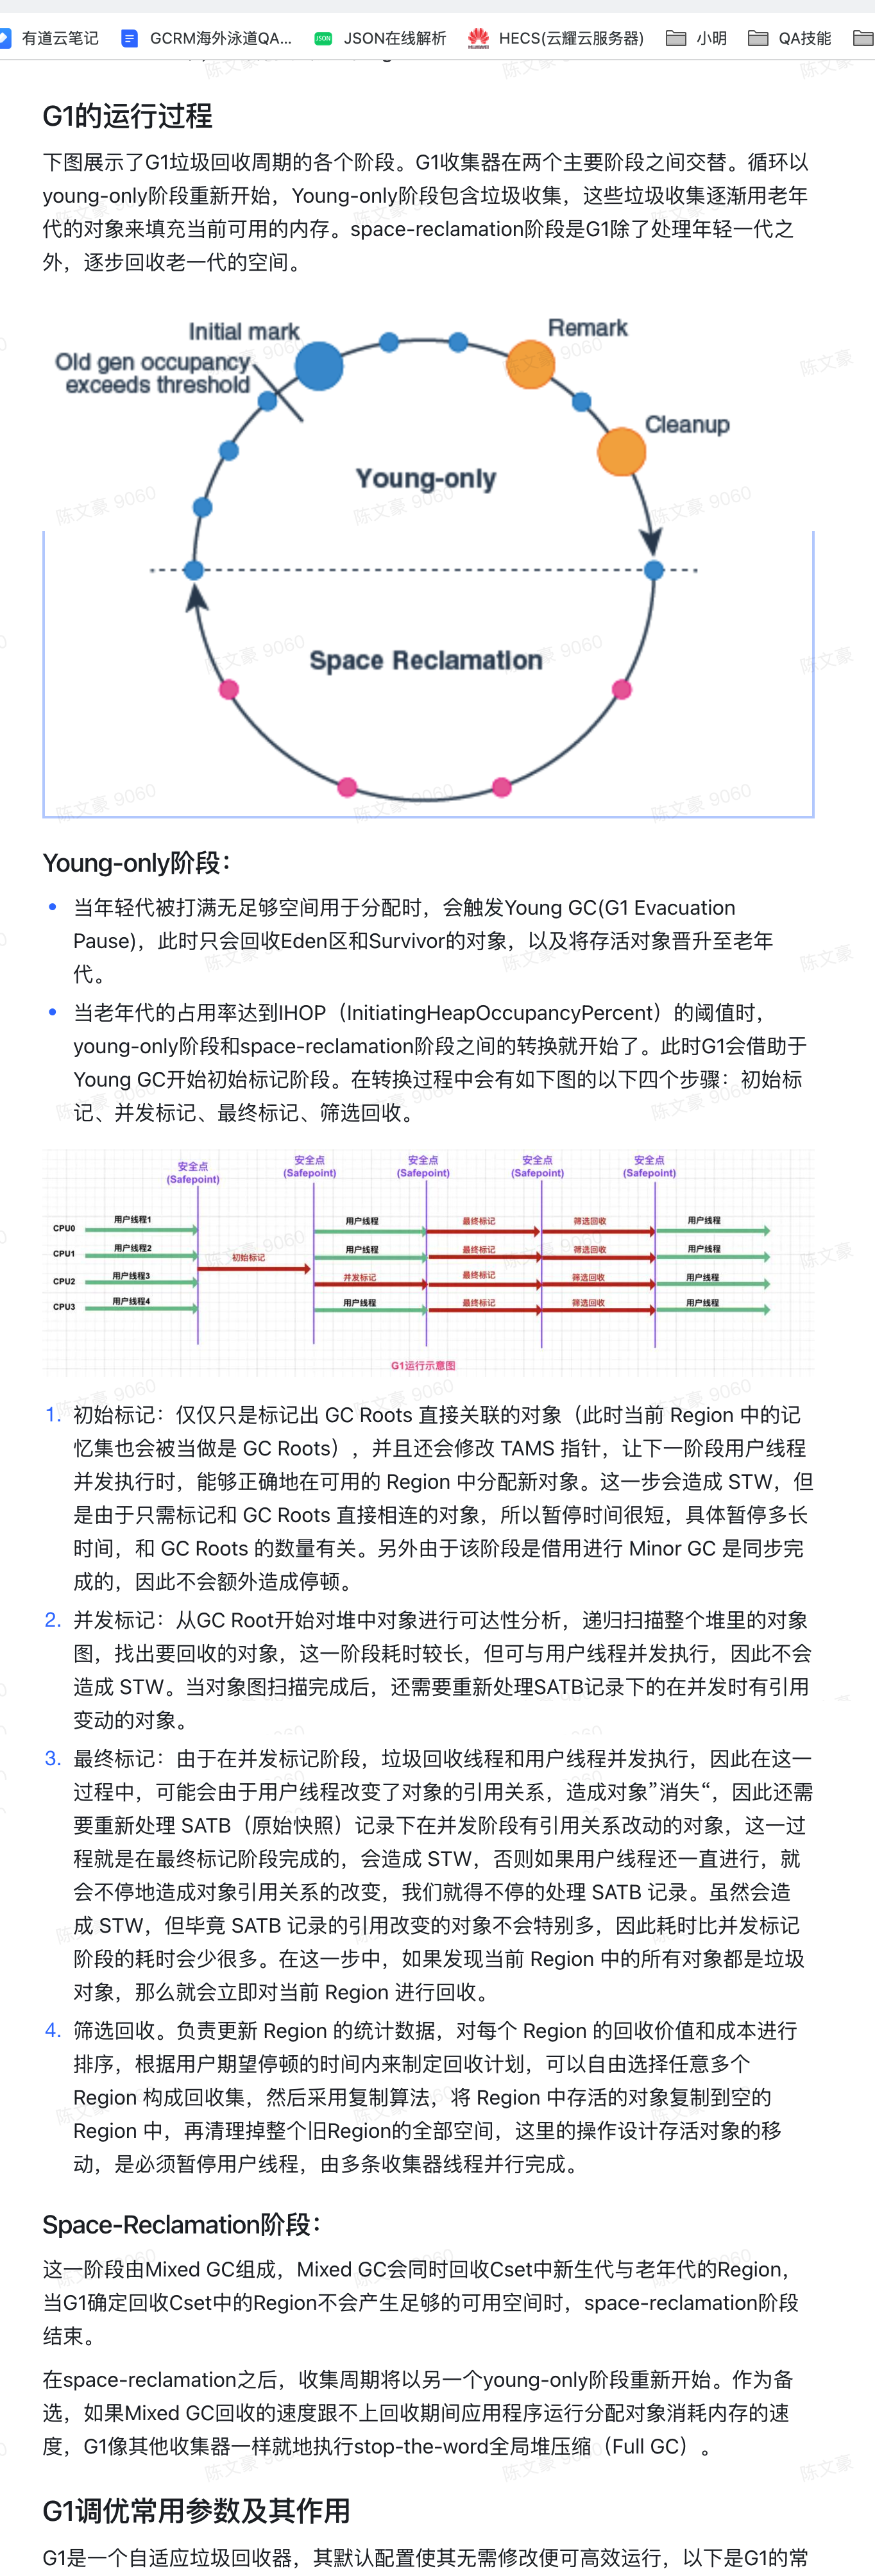 有道云笔记 GCRM海外泳道QA... JSON在线解析 HECS(云耀云服务器) 小明 QA技能
G1的运行过程
下图展示了G1垃圾回收周期的各个阶段。G1收集器在两个主要阶段之间交替。循环以
young-only阶段重新开始，Young-only阶段包含垃圾收集，这些垃圾收集逐渐用老年
代的对象来填充当前可用的内存。space-reclamation阶段是G1除了处理年轻一代之
外，逐步回收老一代的空间。
Initial mark
Remark
Old gen occupancy
exceeds threshold
Cleanup
Young-only
Space Reclamation
陈文豪 9060
Young-only阶段：
当年轻代被打满无足够空间用于分配时，会触发Young GC(G1 Evacuation
Pause)，此时只会回收Eden区和Survivor的对象，以及将存活对象晋升至老年
代。
当老年代的占用率达到IHOP（InitiatingHeapOccupancyPercent）的阈值时，
young-only阶段和space-reclamation阶段之间的转换就开始了。此时G1会借助于
Young GC开始初始标记阶段。在转换过程中会有如下图的以下四个步骤：初始标
记、并发标记、最终标记、筛选回收。
安全点 安全点 安全点 安全点 安全点
(Safepoint) (Safepoint) (Safepoint) (Safepoint) (Safepoint)
CPU0 用户线程1 用户线程 最终标记 筛选回收 用户线程
CPU1 用户线程2 初始标记 用户线程 最终标记 筛选回收 用户线程
CPU2 用户线程3 并发标记 最终标记 筛选回收 用户线程
CPU3 用户线程4 用户线程 最终标记 筛选回收 用户线程
G1运行示意图
1. 初始标记：仅仅只是标记出 GC Roots 直接关联的对象（此时当前 Region 中的记
忆集也会被当做是 GC Roots），并且还会修改 TAMS 指针，让下一阶段用户线程
并发执行时，能够正确地在可用的 Region 中分配新对象。这一步会造成 STW，但
是由于只需标记和 GC Roots 直接相连的对象，所以暂停时间很短，具体暂停多长
时间，和 GC Roots 的数量有关。另外由于该阶段是借用进行 Minor GC 是同步完
成的，因此不会额外造成停顿。
2. 并发标记：从GC Root开始对堆中对象进行可达性分析，递归扫描整个堆里的对象
图，找出要回收的对象，这一阶段耗时较长，但可与用户线程并发执行，因此不会
造成 STW。当对象图扫描完成后，还需要重新处理SATB记录下的在并发时有引用
变动的对象。
3. 最终标记：由于在并发标记阶段，垃圾回收线程和用户线程并发执行，因此在这一
过程中，可能会由于用户线程改变了对象的引用关系，造成对象”消失“，因此还需
要重新处理 SATB（原始快照）记录下在并发阶段有引用关系改动的对象，这一过
程就是在最终标记阶段完成的，会造成 STW，否则如果用户线程还一直进行，就
会不停地造成对象引用关系的改变，我们就得不停的处理 SATB 记录。虽然会造
成 STW，但毕竟 SATB 记录的引用改变的对象不会特别多，因此耗时比并发标记
阶段的耗时会少很多。在这一步中，如果发现当前 Region 中的所有对象都是垃圾
对象，那么就会立即对当前 Region 进行回收。
4. 筛选回收。负责更新 Region 的统计数据，对每个 Region 的回收价值和成本进行
排序，根据用户期望停顿的时间内来制定回收计划，可以自由选择任意多个
Region 构成回收集，然后采用复制算法，将 Region 中存活的对象复制到空的
Region 中，再清理掉整个旧Region的全部空间，这里的操作设计存活对象的移
动，是必须暂停用户线程，由多条收集器线程并行完成。
Space-Reclamation阶段：
这一阶段由Mixed GC组成，Mixed GC会同时回收Cset中新生代与老年代的Region，
当G1确定回收Cset中的Region不会产生足够的可用空间时，space-reclamation阶段
结束。
在space-reclamation之后，收集周期将以另一个young-only阶段重新开始。作为备
选，如果Mixed GC回收的速度跟不上回收期间应用程序运行分配对象消耗内存的速
度，G1像其他收集器一样就地执行stop-the-word全局堆压缩（Full GC）。
G1调优常用参数及其作用
G1是一个自适应垃圾回收器，其默认配置使其无需修改便可高效运行，以下是G1的常